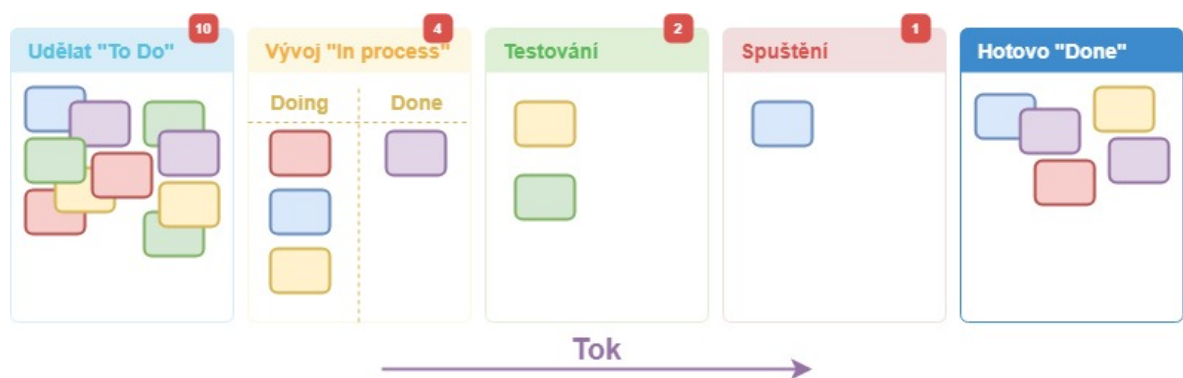 10
Udělat "To Do"
4
Vývoj "In process"
Doing
Done
2
Testování
1
Spuštění
Hotovo "Done"
Tok